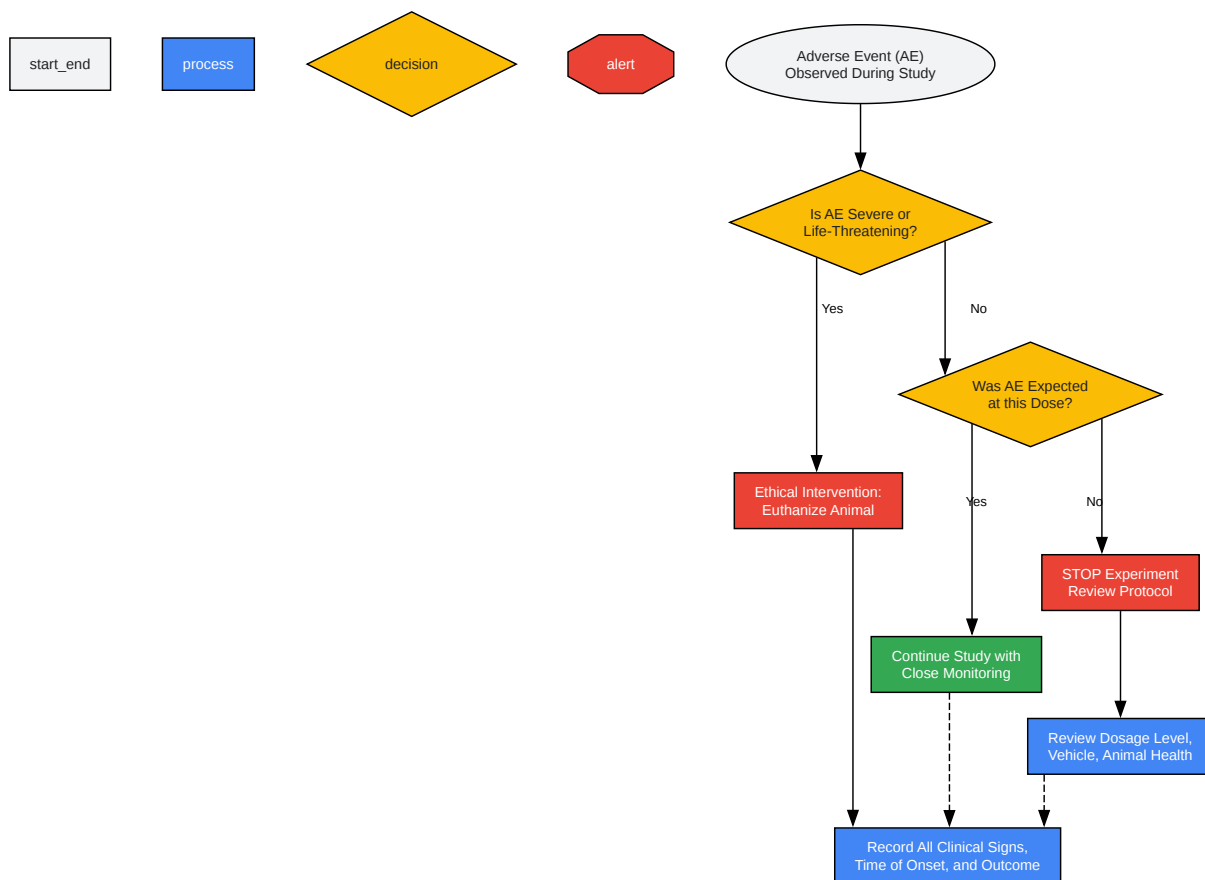 start_end
process
decision
alert
Adverse Event (AE)
Observed During Study
Is AE Severe or
Life-Threatening?
Yes
No
Was AE Expected
at this Dose?
Ethical Intervention:
Euthanize Animal
Yes
No
STOP Experiment
Review Protocol
Continue Study with
Close Monitoring
Review Dosage Level,
Vehicle, Animal Health
Record All Clinical Signs,
Time of Onset, and Outcome